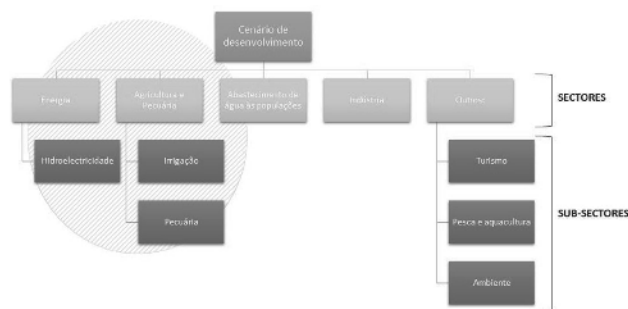 Cenário de
desenvolvimento
Energia
Agricultura e
Pecuária
Abastecimento de
água às populações
Indústria
Outros:
SECTORES
Hidroelectricidade
Irrigação
Turismo
Pecuária
Pesca e aquacultura
SUB-SECTORES
Ambiente